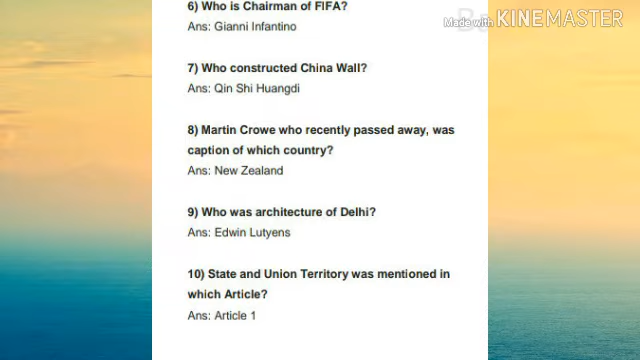 6) Who is Chairman of FIFA?
Made with KINEMASTER
Ans: Gianni Infantino
7) Who constructed China Wall?
Ans: Qin Shi Huangdi
8) Martin Crowe who recently passed away, was
caption of which country?
Ans: New Zealand
9) Who was architecture of Delhi?
Ans: Edwin Lutyens
10) State and Union Territory was mentioned in
which Article?
Ans: Article 1